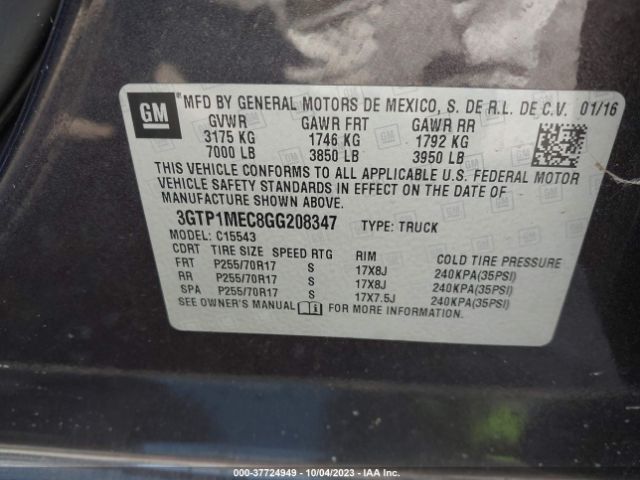 GM MFD BY GENERAL MOTORS DE MEXICO, S. DE R.L. DE C.V. 01/16
GVWR GAWR FRT GAWR RR
3175 KG 1746 KG 1792 KG
7000 LB 3850 LB 3950 LB
THIS VEHICLE CONFORMS TO ALL APPLICABLE U.S. FEDERAL MOTOR
VEHICLE SAFETY STANDARDS IN EFFECT ON THE DATE OF
MANUFACTURE SHOWN ABOVE.
3GTP1MEC8GG208347 TYPE: TRUCK
MODEL: C15543
CDRT TIRE SIZE SPEED RTG RIM COLD TIRE PRESSURE
FRT P255/70R17 S 17X8J 240KPA(35PSI)
RR P255/70R17 S 17X8J 240KPA(35PSI)
SPA P255/70R17 S 17X7.5J 240KPA(35PSI)
SEE OWNER'S MANUAL FOR MORE INFORMATION.
000-37724949 10/04/2023 IAA Inc.